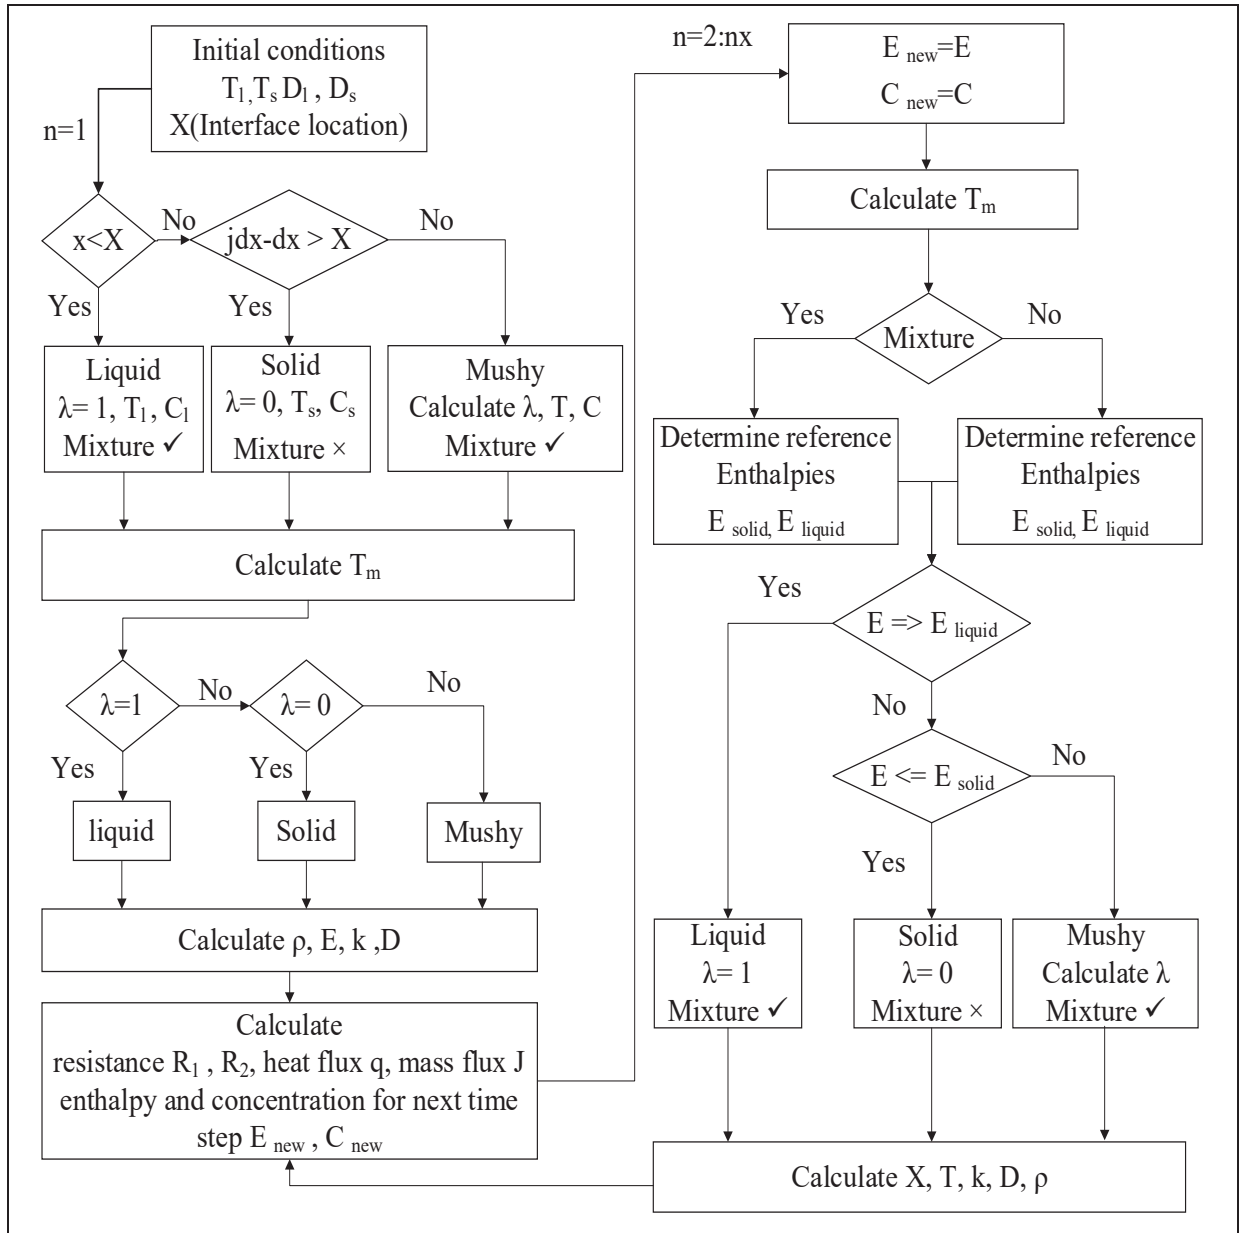 Initial conditions
T₁,Tₛ Dₗ , Dₛ
X(Interface location)
n=1
x<X
No
jdx-dx > X
No
Yes
Yes
Liquid
λ= 1, Tₗ, Cₗ
Mixture ✓
Solid
λ= 0, Tₛ, Cₛ
Mixture ×
Mushy
Calculate λ, T, C
Mixture ✓
Calculate Tₘ
λ=1
No
λ= 0
No
Yes
Yes
liquid
Solid
Mushy
Calculate ρ, E, k ,D
Calculate
resistance R₁ , R₂, heat flux q, mass flux J
enthalpy and concentration for next time
step E new , C new
n=2:nx
E new=E
C new=C
Calculate Tₘ
Yes
Mixture
No
Determine reference
Enthalpies
E solid, E liquid
Determine reference
Enthalpies
E solid, E liquid
Yes
E => E liquid
No
E <= E solid
No
Yes
Liquid
λ= 1
Mixture ✓
Solid
λ= 0
Mixture ×
Mushy
Calculate λ
Mixture ✓
Calculate X, T, k, D, ρ